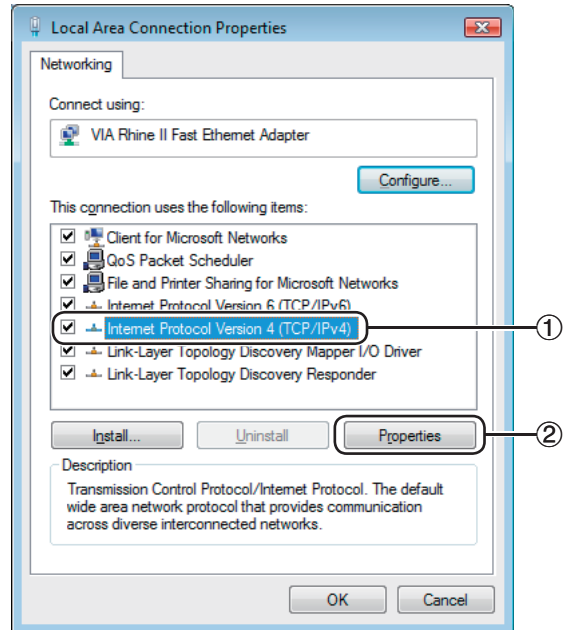 Local Area Connection Properties
Networking
Connect using:
VIA Rhine II Fast Ethernet Adapter
Configure...
This connection uses the following items:
Client for Microsoft Networks
QoS Packet Scheduler
File and Printer Sharing for Microsoft Networks
Internet Protocol Version 6 (TCP/IPv6)
Internet Protocol Version 4 (TCP/IPv4)
①
Link-Layer Topology Discovery Mapper I/O Driver
Link-Layer Topology Discovery Responder
Install...
Uninstall
Properties
②
Description
Transmission Control Protocol/Internet Protocol. The default
wide area network protocol that provides communication
across diverse interconnected networks.
OK
Cancel